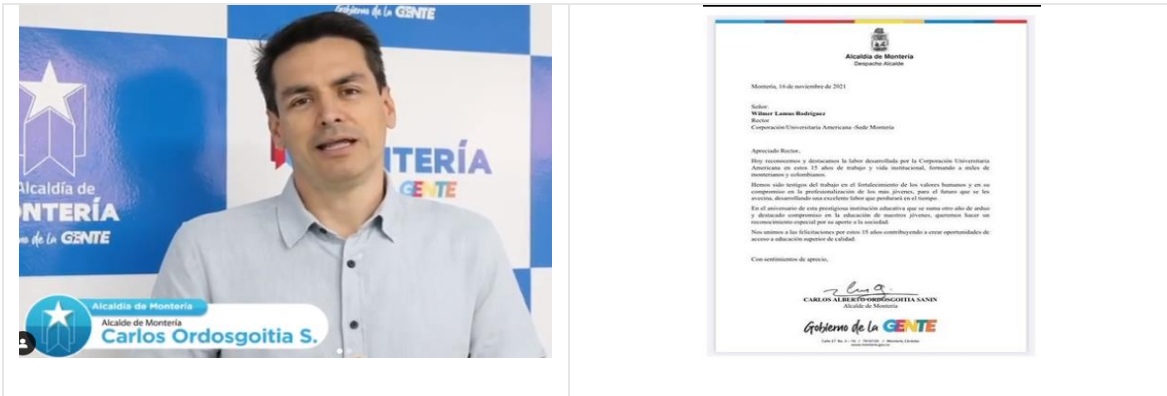 Gobierno de la GENTE
Alcaldía de
MONTERÍA
Gobierno de la GENTE
MONTERÍA
GENTE
Alcaldía de Montería
Alcalde de Montería
Carlos Ordosgoitia S.
Alcaldía de Montería
Despacho Alcalde
Montería, 16 de noviembre de 2021
Señor.
Wilmer Lamus Rodríguez
Rector
Corporación Universitaria Americana -Sede Montería
Apreciado Rector,
Hoy reconocemos y destacamos la labor desarrollada por la Corporación Universitaria
Americana en estos 15 años de trabajo y vida institucional, formando a miles de
monterianos y colombianos.
Hemos sido testigos del trabajo en el fortalecimiento de los valores humanos y en su
compromiso en la profesionalización de los más jóvenes, para el futuro que se les
avecina, desarrollando una excelente labor que perdurará en el tiempo.
En el aniversario de esta prestigiosa institución educativa que se suma otro año de arduo
y destacado compromiso en la educación de nuestros jóvenes, queremos hacer un
reconocimiento especial por su aporte a la sociedad.
Nos unimos a las felicitaciones por estos 15 años contribuyendo a crear oportunidades de
acceso a educación superior de calidad.
Con sentimientos de aprecio,
CARLOS ALBERTO ORDOSGOITIA SANIN
Alcalde de Montería
Gobierno de la GENTE